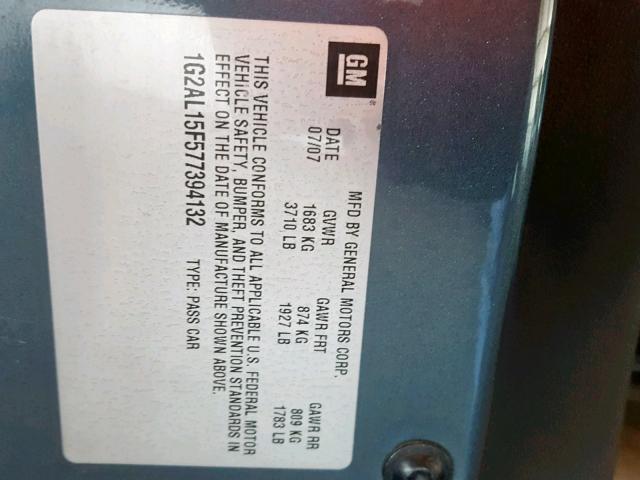 GM
MFD BY GENERAL MOTORS CORP.
DATE GVWR GAWR FRT GAWR RR
07/07 1683 KG 874 KG 809 KG
3710 LB 1927 LB 1783 LB
THIS VEHICLE CONFORMS TO ALL APPLICABLE U.S. FEDERAL MOTOR
VEHICLE SAFETY, BUMPER, AND THEFT PREVENTION STANDARDS IN
EFFECT ON THE DATE OF MANUFACTURE SHOWN ABOVE.
1G2AL15F577394132 TYPE: PASS CAR